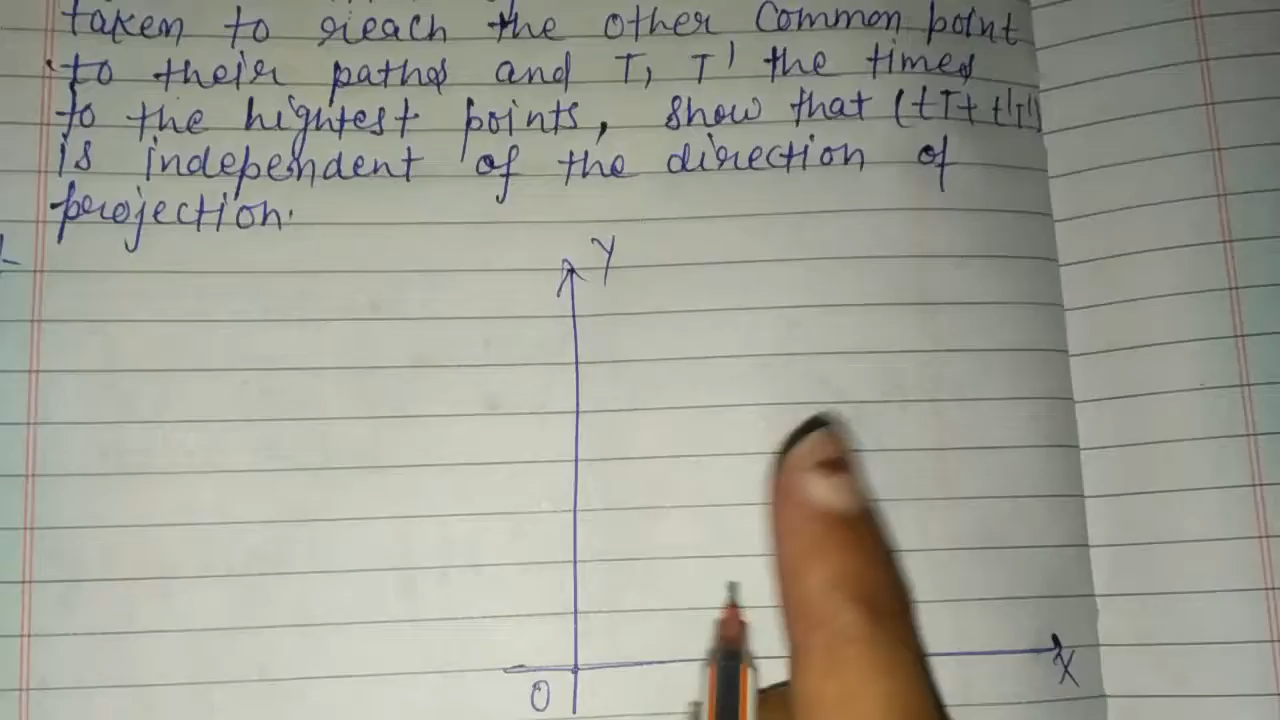 taken to reach the other common point
to their paths and T, T' the times
to the hightest points, show that (tT + t'T')
is independent of the direction of
projection.
Y
O
X